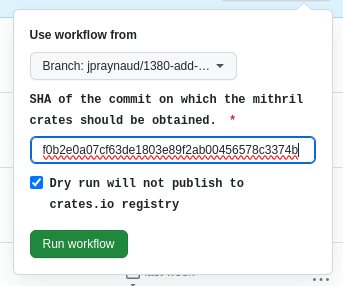 Use workflow from
Branch: jpraynaud/1380-add-...
SHA of the commit on which the mithril
crates should be obtained. *
f0b2e0a07cf63de1803e89f2ab00456578c3374b
Dry run will not publish to
crates.io registry
Run workflow